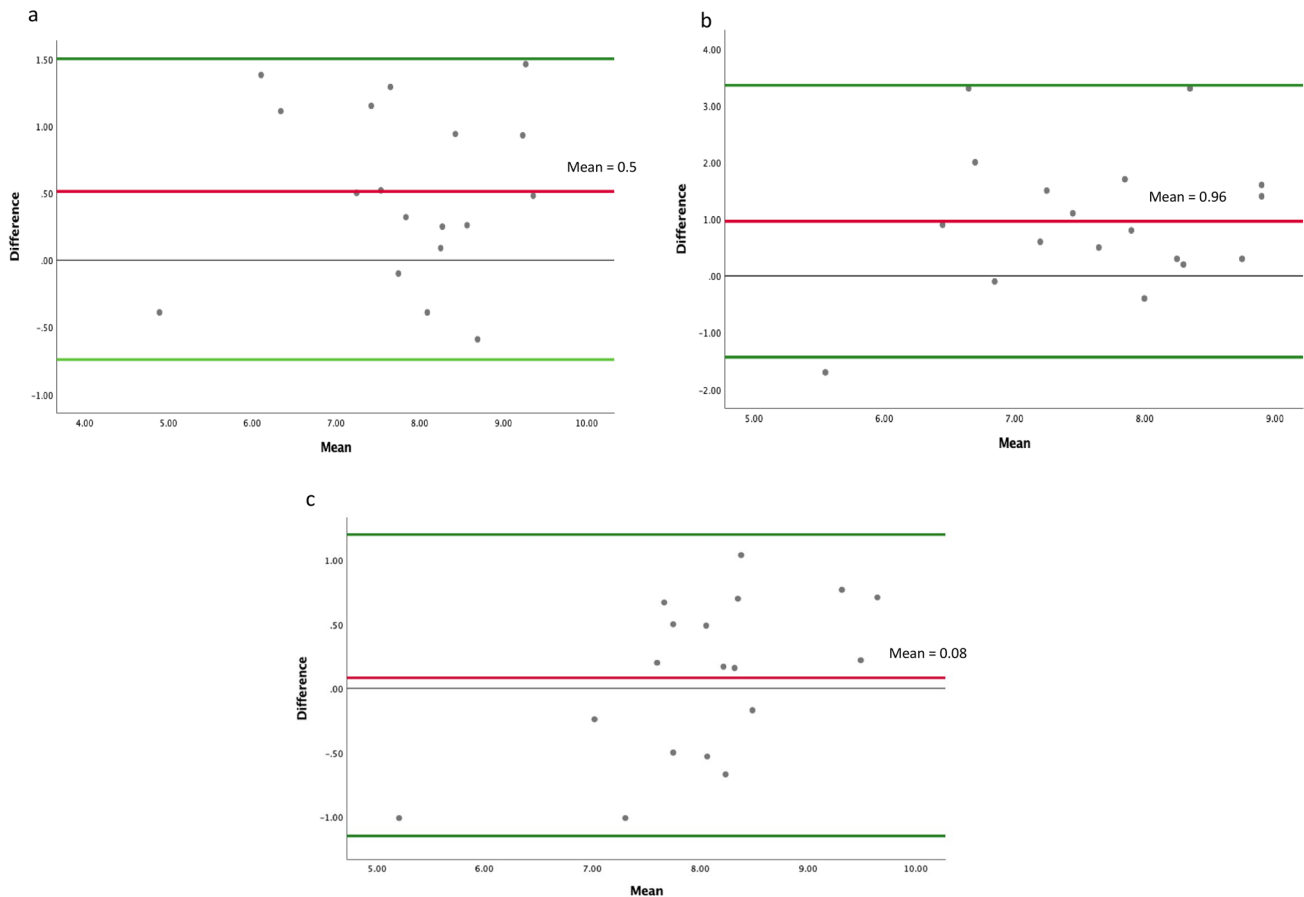 a
1.50
1.00
Mean = 0.5
.50
Difference
.00
-.50
-1.00
4.00 5.00 6.00 7.00 8.00 9.00 10.00
Mean
b
4.00
3.00
2.00
Mean = 0.96
Difference
1.00
.00
-1.00
-2.00
5.00 6.00 7.00 8.00 9.00
Mean
c
1.00
.50
Mean = 0.08
Difference
.00
-.50
-1.00
5.00 6.00 7.00 8.00 9.00 10.00
Mean